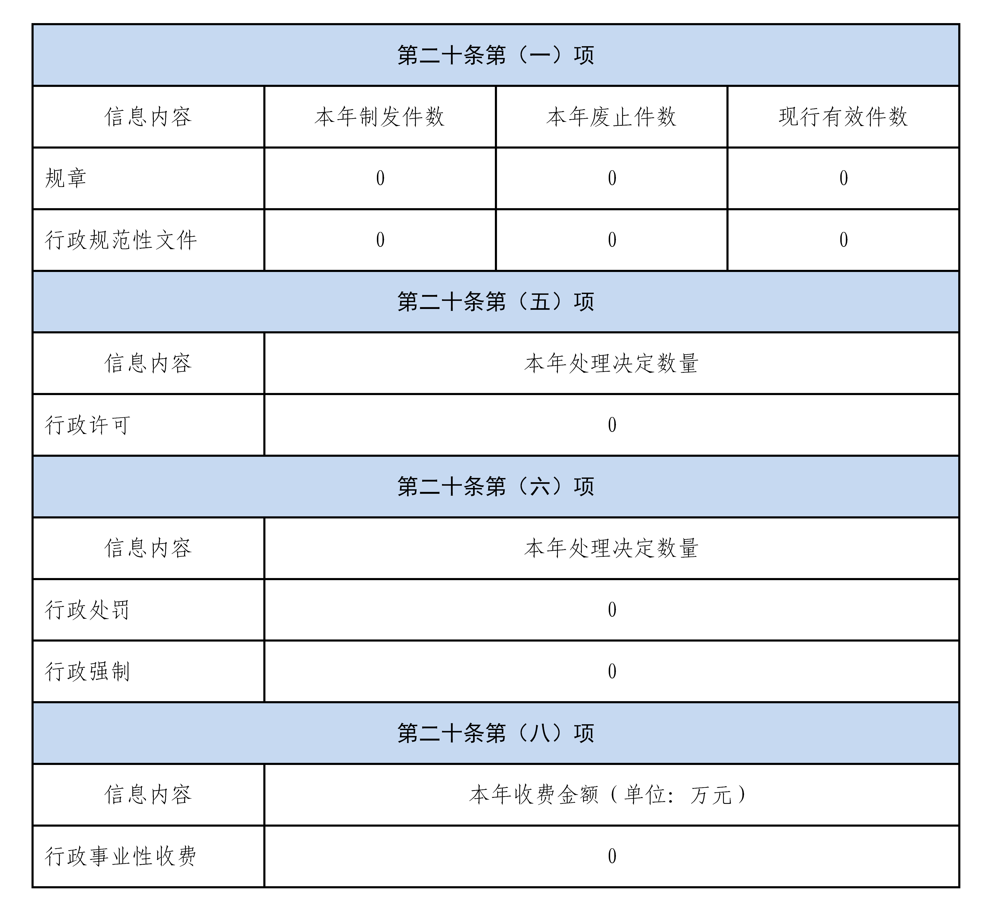 第二十条第（一）项
信息内容 本年制发件数 本年废止件数 现行有效件数
规章 0 0 0
行政规范性文件 0 0 0
第二十条第（五）项
信息内容 本年处理决定数量
行政许可 0
第二十条第（六）项
信息内容 本年处理决定数量
行政处罚 0
行政强制 0
第二十条第（八）项
信息内容 本年收费金额（单位：万元）
行政事业性收费 0